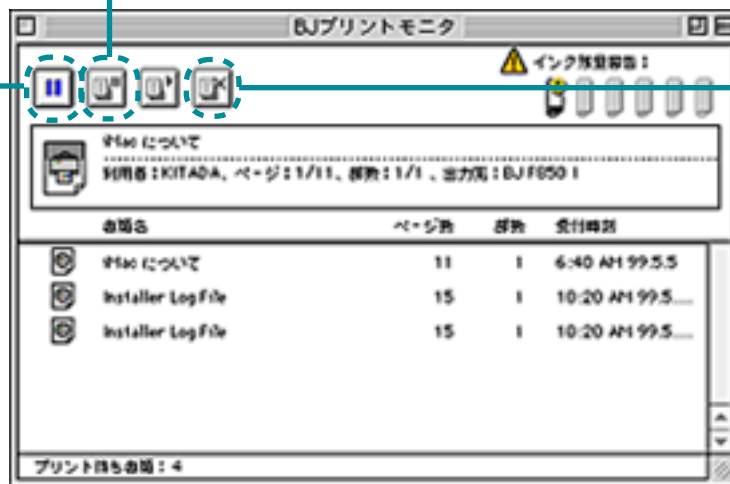 BJプリントモニタ
インク残量報告：
iMac について
利用者：KITADA、ページ：1/11、部数：1/1 、出力先：BJ F850 1
書類名 ページ数 部数 受付時刻
iMac について 11 1 6:40 AM 99.5.5
Installer Log File 15 1 10:20 AM 99.5....
Installer Log File 15 1 10:20 AM 99.5....
プリント待ち書類：4